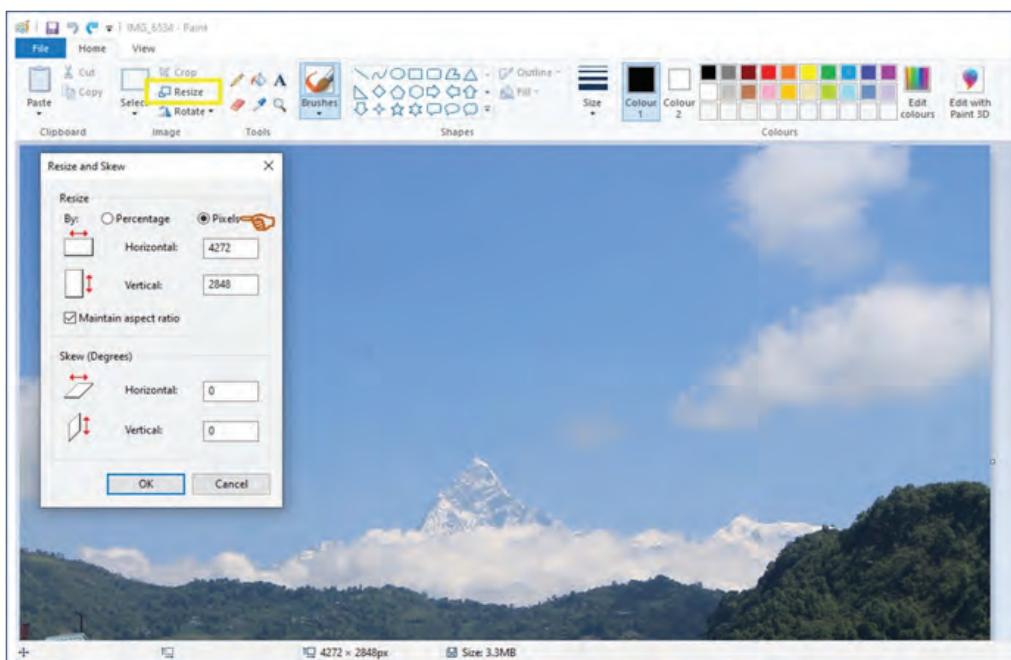 IMG_6534 - Paint
File Home View
Paste
Cut
Copy
Clipboard
Select
Crop
Resize
Rotate
Image
A
Tools
Brushes
Outline
Fill
Shapes
Size
Colour 1
Colour 2
Edit colours
Edit with Paint 3D
Colours
Resize and Skew
Resize
By: Percentage Pixels
Horizontal: 4272
Vertical: 2848
Maintain aspect ratio
Skew (Degrees)
Horizontal: 0
Vertical: 0
OK Cancel
4272 × 2848px Size: 3.3MB